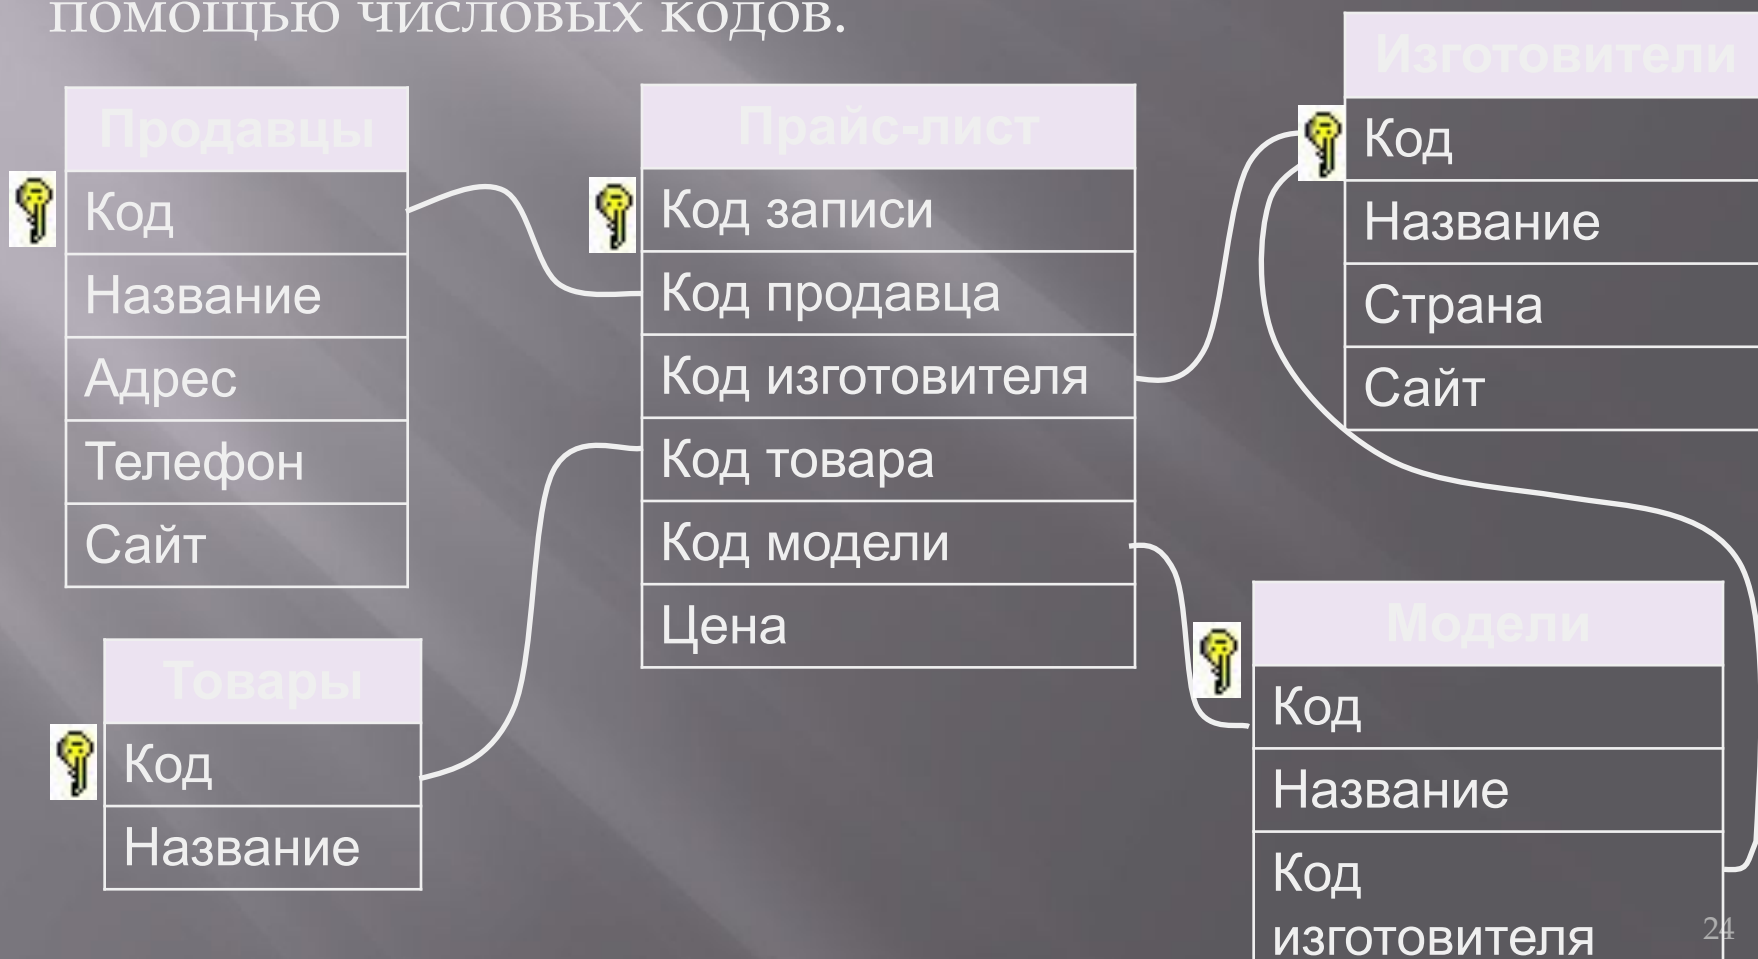 помощью числовых кодов.
Продавцы
Код
Название
Адрес
Телефон
Сайт
Товары
Код
Название
Прайс-лист
Код записи
Код продавца
Код изготовителя
Код товара
Код модели
Цена
Изготовители
Код
Название
Страна
Сайт
Модели
Код
Название
Код
изготовителя
24